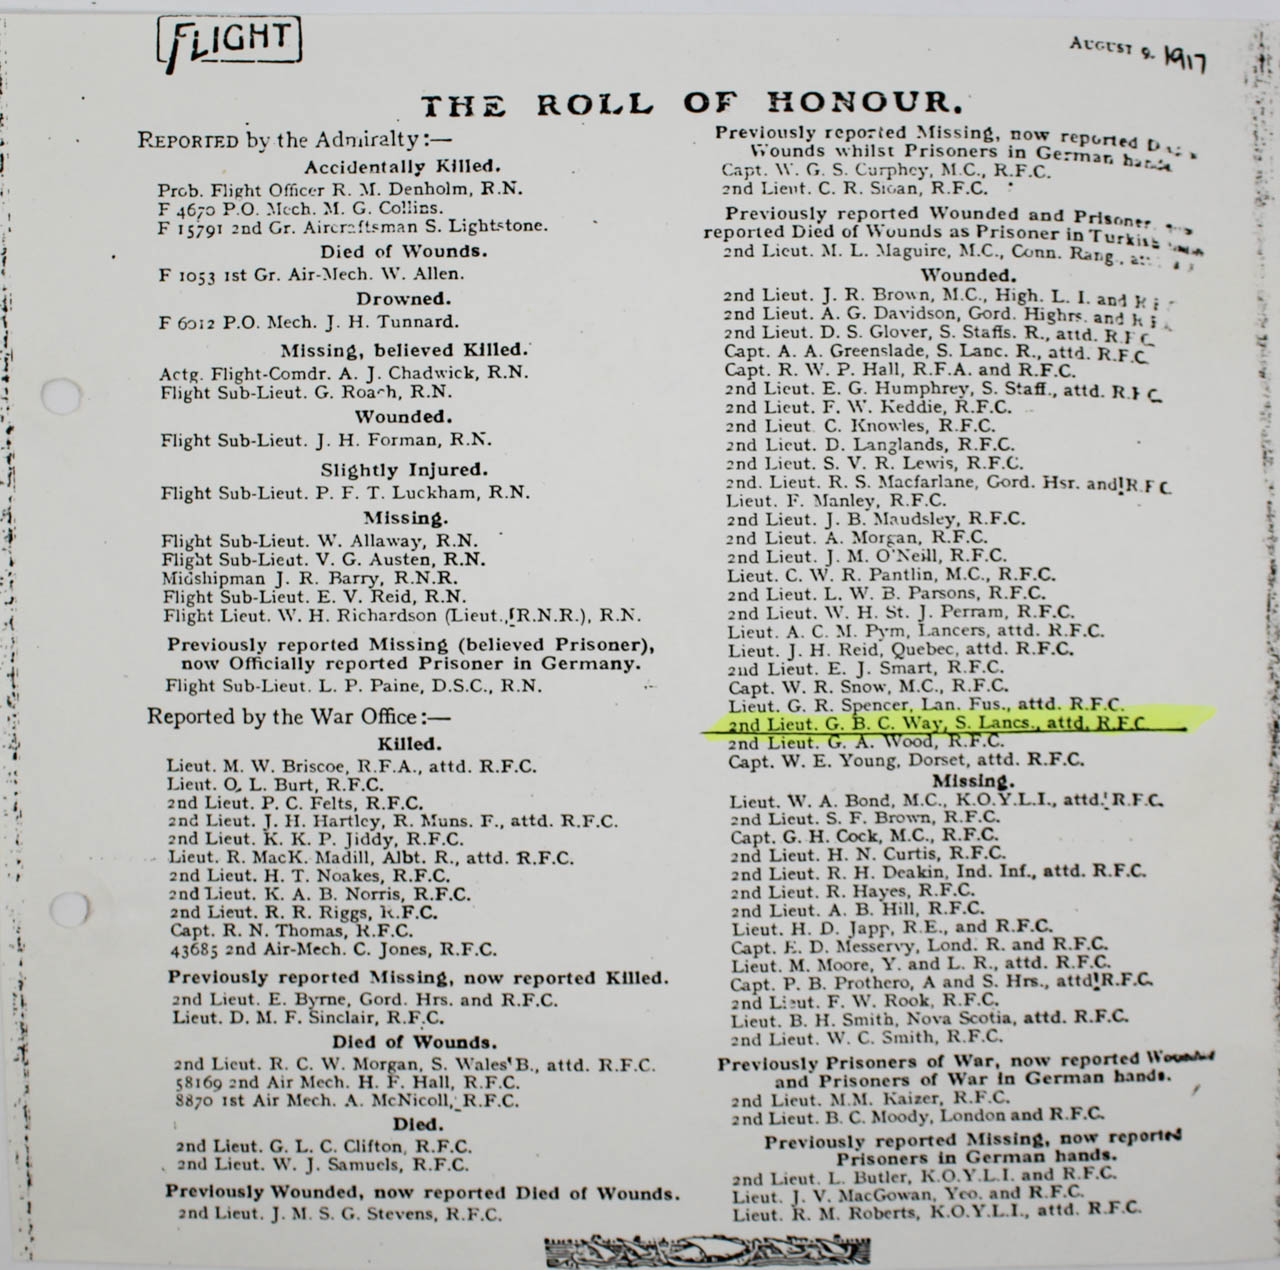 FLIGHT
AUGUST 9. 1917
THE ROLL OF HONOUR.
REPORTED by the Admiralty:—
Accidentally Killed.
Prob. Flight Officer R. M. Denholm, R.N.
F 4670 P.O. Mech. M. G. Collins.
F 15791 2nd Gr. Aircraftsman S. Lightstone.
Died of Wounds.
F 1053 1st Gr. Air-Mech. W. Allen.
Drowned.
F 6012 P.O. Mech. J. H. Tunnard.
Missing, believed Killed.
Actg. Flight-Comdr. A. J. Chadwick, R.N.
Flight Sub-Lieut. G. Roach, R.N.
Wounded.
Flight Sub-Lieut. J. H. Forman, R.N.
Slightly Injured.
Flight Sub-Lieut. P. F. T. Luckham, R.N.
Missing.
Flight Sub-Lieut. W. Allaway, R.N.
Flight Sub-Lieut. V. G. Austen, R.N.
Midshipman J. R. Barry, R.N.R.
Flight Sub-Lieut. E. V. Reid, R.N.
Flight Lieut. W. H. Richardson (Lieut., R.N.R.), R.N.
Previously reported Missing (believed Prisoner),
now Officially reported Prisoner in Germany.
Flight Sub-Lieut. L. P. Paine, D.S.C., R.N.
Reported by the War Office:—
Killed.
Lieut. M. W. Briscoe, R.F.A., attd. R.F.C.
Lieut. O. L. Burt, R.F.C.
2nd Lieut. P. C. Felts, R.F.C.
2nd Lieut. J. H. Hartley, R. Muns. F., attd. R.F.C.
2nd Lieut. K. K. P. Jiddy, R.F.C.
Lieut. R. MacK. Madill, Albt. R., attd. R.F.C.
2nd Lieut. H. T. Noakes, R.F.C.
2nd Lieut. K. A. B. Norris, R.F.C.
2nd Lieut. R. R. Riggs, R.F.C.
Capt. R. N. Thomas, R.F.C.
43685 2nd Air-Mech. C. Jones, R.F.C.
Previously reported Missing, now reported Killed.
2nd Lieut. E. Byrne, Gord. Hrs. and R.F.C.
Lieut. D. M. F. Sinclair, R.F.C.
Died of Wounds.
2nd Lieut. R. C. W. Morgan, S. Wales B., attd. R.F.C.
58169 2nd Air Mech. H. F. Hall, R.F.C.
8870 1st Air Mech. A. McNicoll, R.F.C.
Died.
2nd Lieut. G. L. C. Clifton, R.F.C.
2nd Lieut. W. J. Samuels, R.F.C.
Previously Wounded, now reported Died of Wounds.
2nd Lieut. J. M. S. G. Stevens, R.F.C.
Previously reported Missing, now reported
Wounds whilst Prisoners in German hands
Capt. W. G. S. Curphey, M.C., R.F.C.
2nd Lieut. C. R. Sloan, R.F.C.
Previously reported Wounded and Prisoner
reported Died of Wounds as Prisoner in Turkish
2nd Lieut. M. L. Maguire, M.C., Conn. Rang.,
Wounded.
2nd Lieut. J. R. Brown, M.C., High. L. I. and
2nd Lieut. A. G. Davidson, Gord. Highrs. and
2nd Lieut. D. S. Glover, S. Staffs. R., attd. R.F.C.
Capt. A. A. Greenslade, S. Lanc. R., attd. R.F.C.
Capt. R. W. P. Hall, R.F.A. and R.F.C.
2nd Lieut. E. G. Humphrey, S. Staff., attd. R.F.C.
2nd Lieut. F. W. Keddie, R.F.C.
2nd Lieut. C. Knowles, R.F.C.
2nd Lieut. D. Langlands, R.F.C.
2nd Lieut. S. V. R. Lewis, R.F.C.
2nd. Lieut. R. S. Macfarlane, Gord. Hsr. and R.F.C.
Lieut. F. Manley, R.F.C.
2nd Lieut. J. B. Maudsley, R.F.C.
2nd Lieut. A. Morgan, R.F.C.
2nd Lieut. J. M. O'Neill, R.F.C.
Lieut. C. W. R. Pantlin, M.C., R.F.C.
2nd Lieut. L. W. B. Parsons, R.F.C.
2nd Lieut. W. H. St. J. Perram, R.F.C.
Lieut. A. C. M. Pym, Lancers, attd. R.F.C.
Lieut. J. H. Reid, Quebec, attd. R.F.C.
2nd Lieut. E. J. Smart, R.F.C.
Capt. W. R. Snow, M.C., R.F.C.
Lieut. G. R. Spencer, Lan. Fus., attd. R.F.C.
2nd Lieut. G. B. C. Way, S. Lancs., attd. R.F.C.
2nd Lieut. G. A. Wood, R.F.C.
Capt. W. E. Young, Dorset, attd. R.F.C.
Missing.
Lieut. W. A. Bond, M.C., K.O.Y.L.I., attd. R.F.C.
2nd Lieut. S. F. Brown, R.F.C.
Capt. G. H. Cock, M.C., R.F.C.
2nd Lieut. H. N. Curtis, R.F.C.
2nd Lieut. R. H. Deakin, Ind. Inf., attd. R.F.C.
2nd Lieut. R. Hayes, R.F.C.
2nd Lieut. A. B. Hill, R.F.C.
Lieut. H. D. Japp, R.E., and R.F.C.
Capt. E. D. Messervy, Lond. R. and R.F.C.
Lieut. M. Moore, Y. and L. R., attd. R.F.C.
Capt. P. B. Prothero, A and S. Hrs., attd R.F.C.
2nd Lieut. F. W. Rook, R.F.C.
Lieut. B. H. Smith, Nova Scotia, attd. R.F.C.
2nd Lieut. W. C. Smith, R.F.C.
Previously Prisoners of War, now reported Wounded
and Prisoners of War in German hands.
2nd Lieut. M.M. Kaizer, R.F.C.
2nd Lieut. B. C. Moody, London and R.F.C.
Previously reported Missing, now reported
Prisoners in German hands.
2nd Lieut. L. Butler, K.O.Y.L.I. and R.F.C.
Lieut. J. V. MacGowan, Yeo. and R.F.C.
Lieut. R. M. Roberts, K.O.Y.L.I., attd. R.F.C.